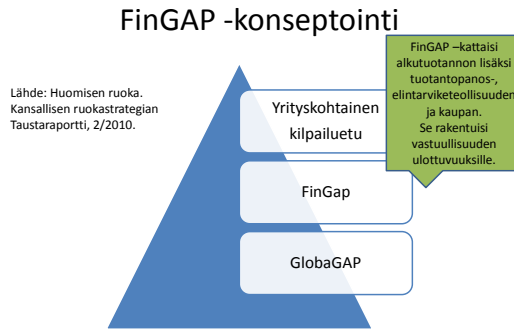 FinGAP -konseptointi
Lähde: Huomisen ruoka.
Kansallisen ruokastrategian
Taustaraportti, 2/2010.
FinGAP –kattaisi
alkutuotannon lisäksi
tuotantopanos-,
elintarviketeollisuuden
ja kaupan.
Se rakentuisi
vastuullisuuden
ulottuvuuksille.
Yrityskohtainen
kilpailuetu
FinGap
GlobaGAP